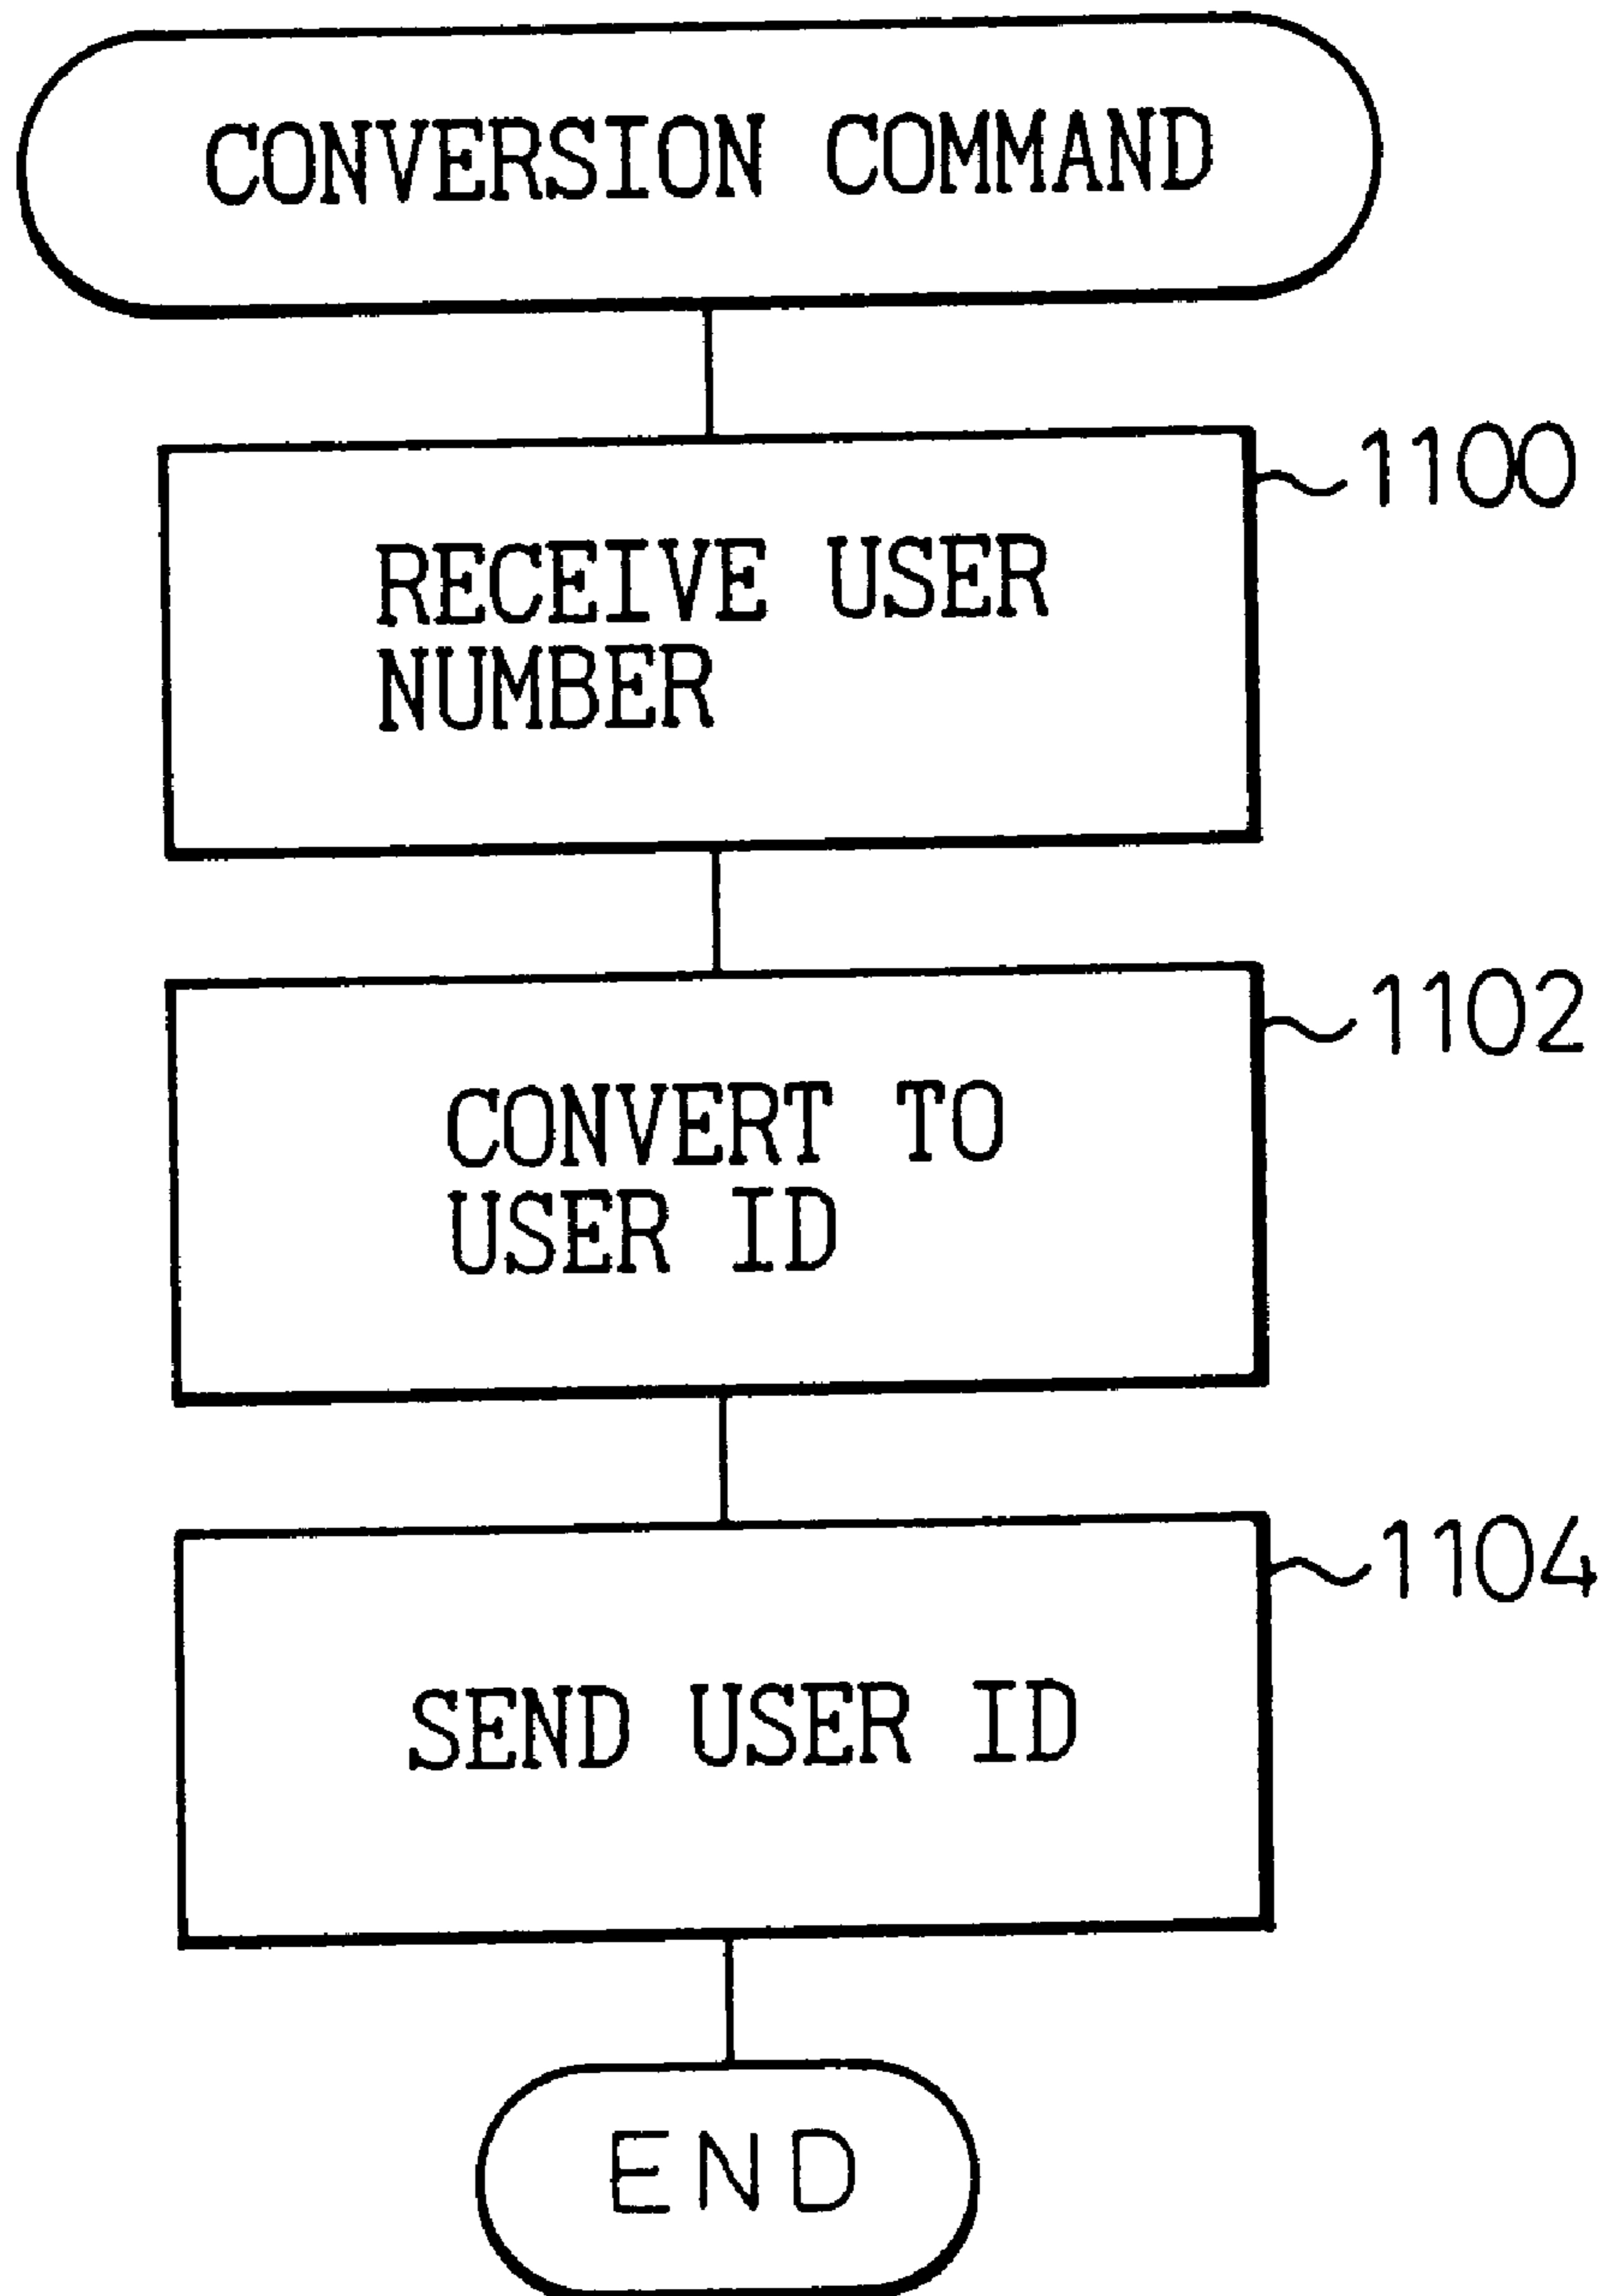 CONVERSION COMMAND
1100
RECEIVE USER
NUMBER
1102
CONVERT TO
USER ID
1104
SEND USER ID
END